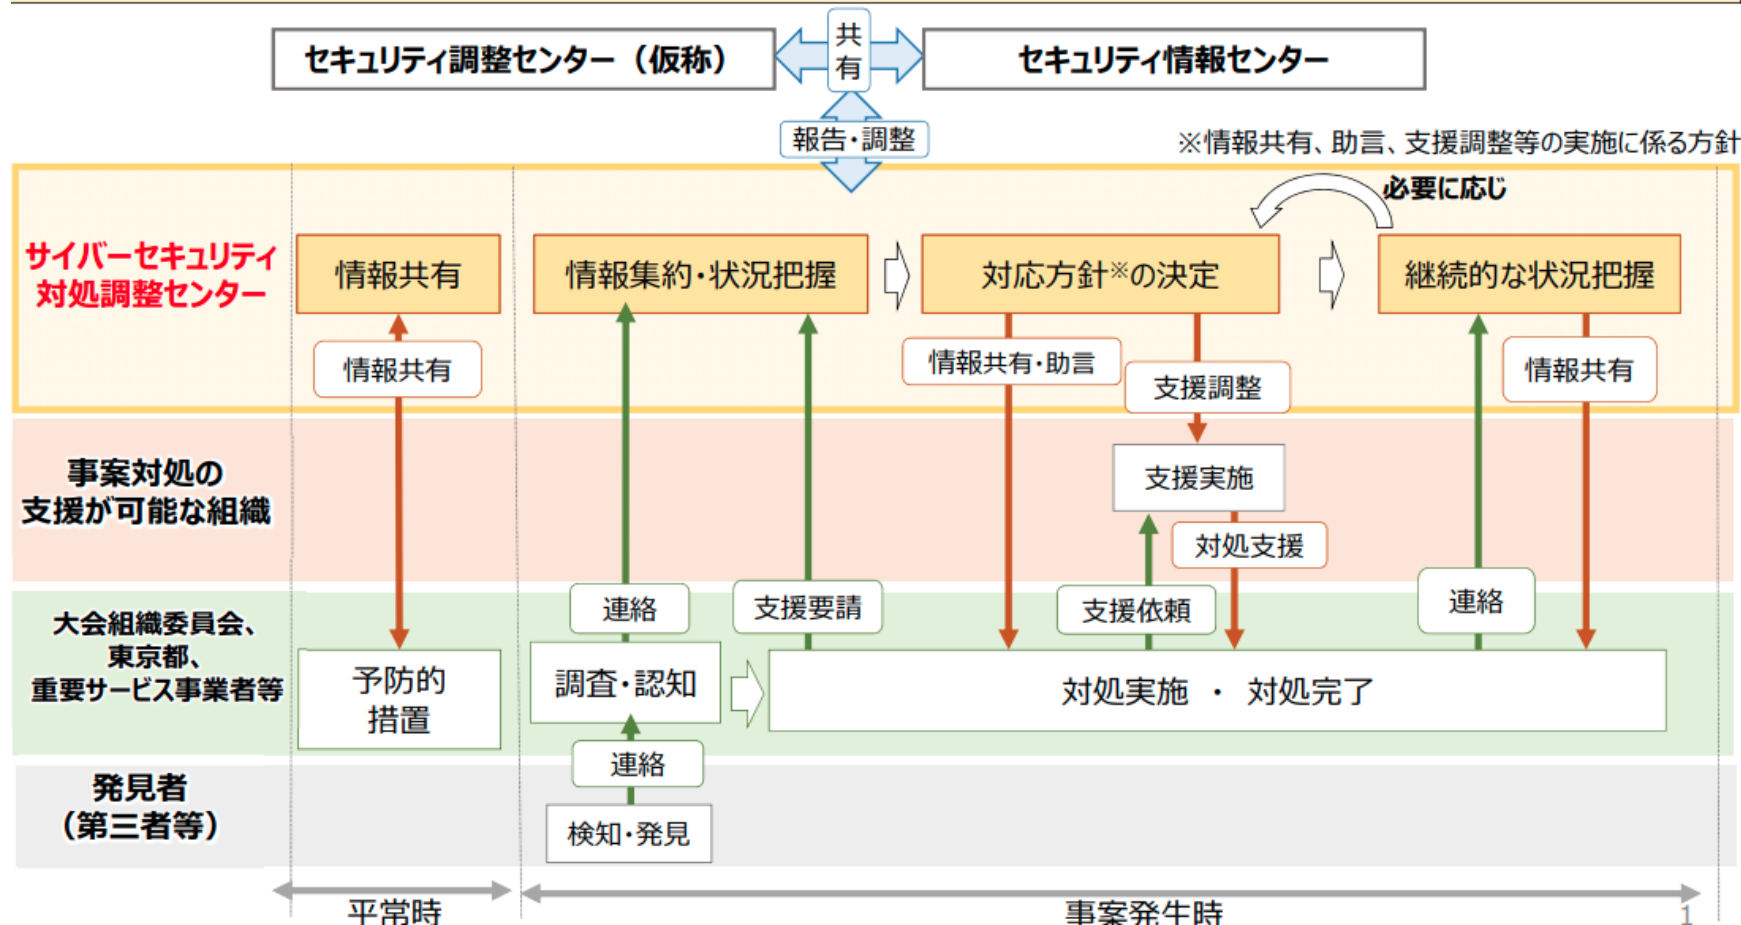 セキュリティ調整センター（仮称）
共有
セキュリティ情報センター
報告・調整
※情報共有、助言、支援調整等の実施に係る方針
必要に応じ
サイバーセキュリティ
対処調整センター
情報共有
情報集約・状況把握
対応方針※の決定
継続的な状況把握
情報共有
情報共有・助言
支援調整
情報共有
事案対処の
支援が可能な組織
支援実施
対処支援
連絡
支援要請
支援依頼
連絡
大会組織委員会、
東京都、
重要サービス事業者等
予防的
措置
調査・認知
対処実施 ・ 対処完了
連絡
発見者
（第三者等）
検知・発見
平常時
事案発生時
1